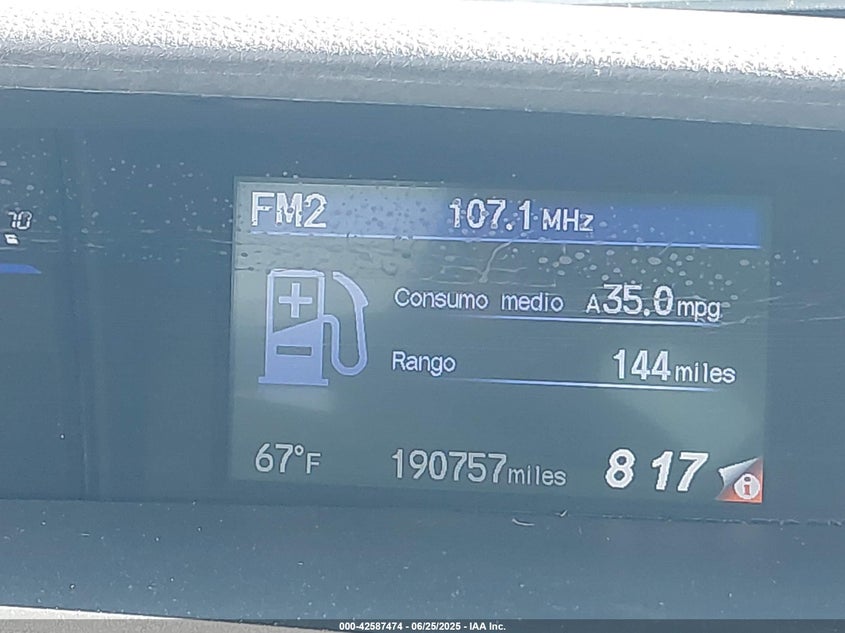 FM2 107.1 MHz
70
Consumo medio A35.0mpg
Rango 144 miles
67°F 190757miles 8 17
000-42587474 - 06/25/2025 - IAA Inc.